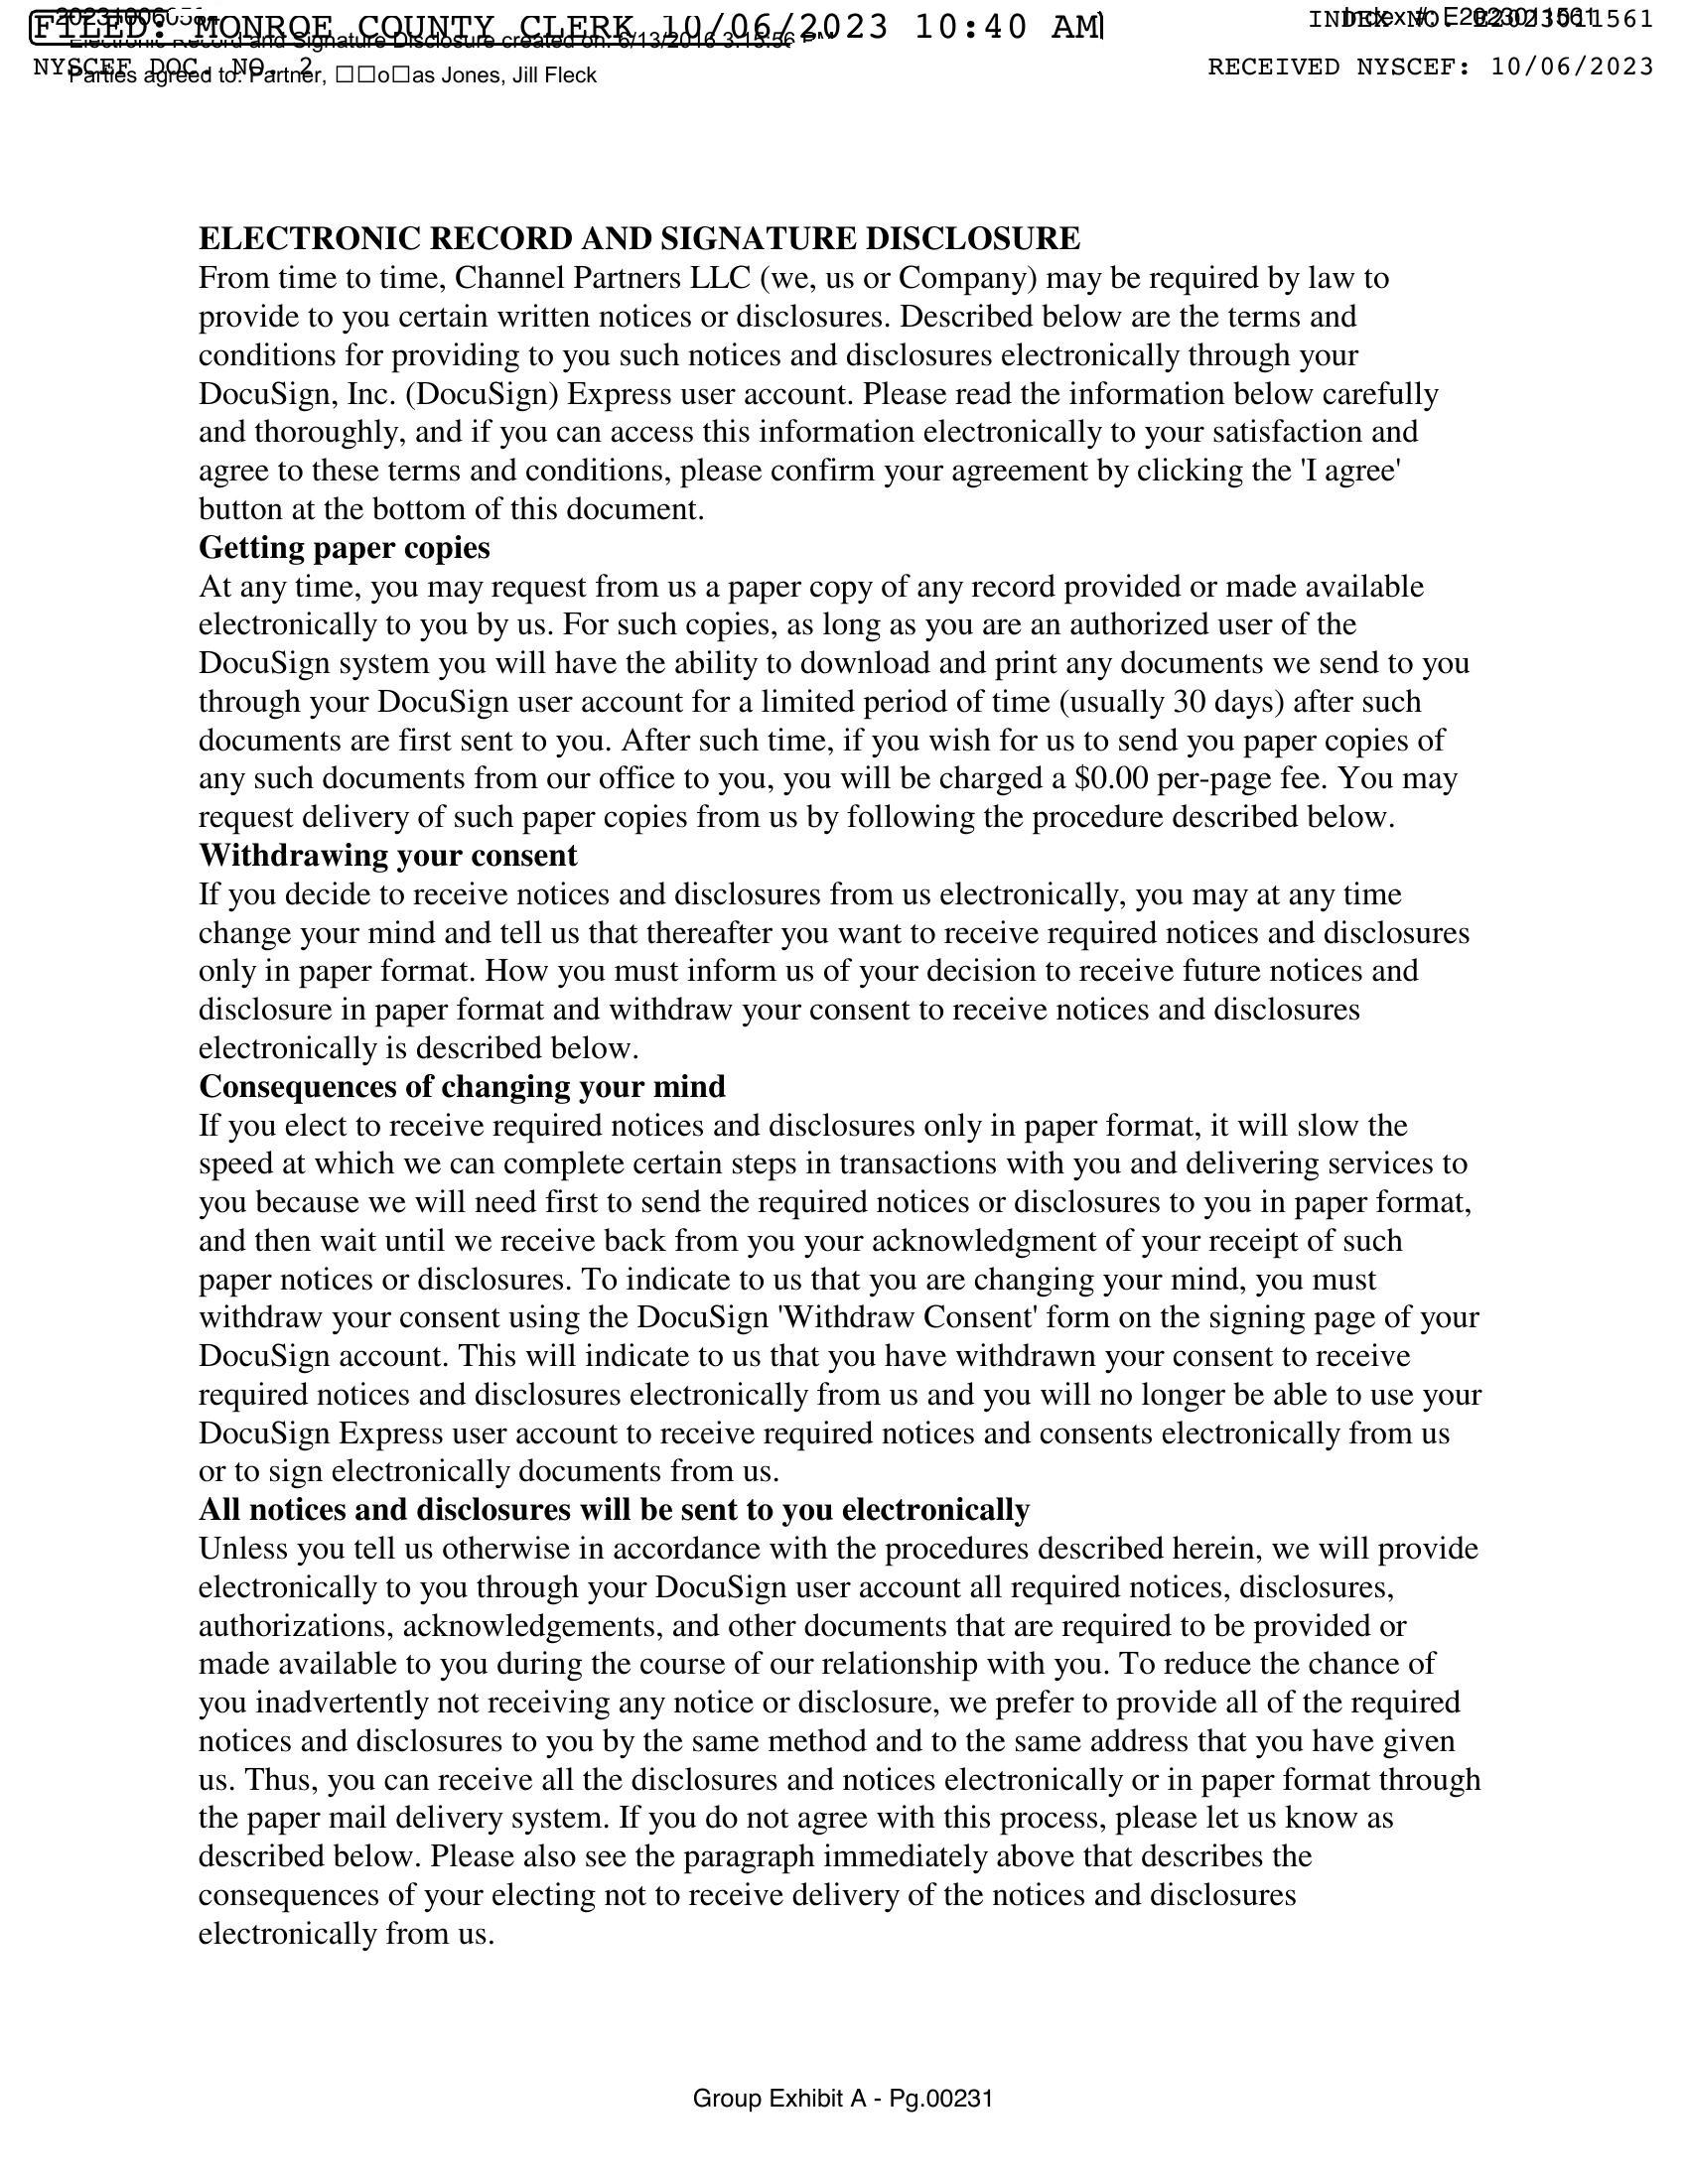 202310060584
FILED: MONROE COUNTY CLERK 10/06/2023 10:40 AM
INDEX NO. E2023011561
Index #: E2023011561
Electronic Record and Signature Disclosure created on: 6/13/2016 3:15:56 PM
NYSCEF DOC. NO. 2
RECEIVED NYSCEF: 10/06/2023
Parties agreed to: Partner, □□o□as Jones, Jill Fleck
ELECTRONIC RECORD AND SIGNATURE DISCLOSURE
From time to time, Channel Partners LLC (we, us or Company) may be required by law to
provide to you certain written notices or disclosures. Described below are the terms and
conditions for providing to you such notices and disclosures electronically through your
DocuSign, Inc. (DocuSign) Express user account. Please read the information below carefully
and thoroughly, and if you can access this information electronically to your satisfaction and
agree to these terms and conditions, please confirm your agreement by clicking the 'I agree'
button at the bottom of this document.
Getting paper copies
At any time, you may request from us a paper copy of any record provided or made available
electronically to you by us. For such copies, as long as you are an authorized user of the
DocuSign system you will have the ability to download and print any documents we send to you
through your DocuSign user account for a limited period of time (usually 30 days) after such
documents are first sent to you. After such time, if you wish for us to send you paper copies of
any such documents from our office to you, you will be charged a $0.00 per-page fee. You may
request delivery of such paper copies from us by following the procedure described below.
Withdrawing your consent
If you decide to receive notices and disclosures from us electronically, you may at any time
change your mind and tell us that thereafter you want to receive required notices and disclosures
only in paper format. How you must inform us of your decision to receive future notices and
disclosure in paper format and withdraw your consent to receive notices and disclosures
electronically is described below.
Consequences of changing your mind
If you elect to receive required notices and disclosures only in paper format, it will slow the
speed at which we can complete certain steps in transactions with you and delivering services to
you because we will need first to send the required notices or disclosures to you in paper format,
and then wait until we receive back from you your acknowledgment of your receipt of such
paper notices or disclosures. To indicate to us that you are changing your mind, you must
withdraw your consent using the DocuSign 'Withdraw Consent' form on the signing page of your
DocuSign account. This will indicate to us that you have withdrawn your consent to receive
required notices and disclosures electronically from us and you will no longer be able to use your
DocuSign Express user account to receive required notices and consents electronically from us
or to sign electronically documents from us.
All notices and disclosures will be sent to you electronically
Unless you tell us otherwise in accordance with the procedures described herein, we will provide
electronically to you through your DocuSign user account all required notices, disclosures,
authorizations, acknowledgements, and other documents that are required to be provided or
made available to you during the course of our relationship with you. To reduce the chance of
you inadvertently not receiving any notice or disclosure, we prefer to provide all of the required
notices and disclosures to you by the same method and to the same address that you have given
us. Thus, you can receive all the disclosures and notices electronically or in paper format through
the paper mail delivery system. If you do not agree with this process, please let us know as
described below. Please also see the paragraph immediately above that describes the
consequences of your electing not to receive delivery of the notices and disclosures
electronically from us.
Group Exhibit A - Pg.00231